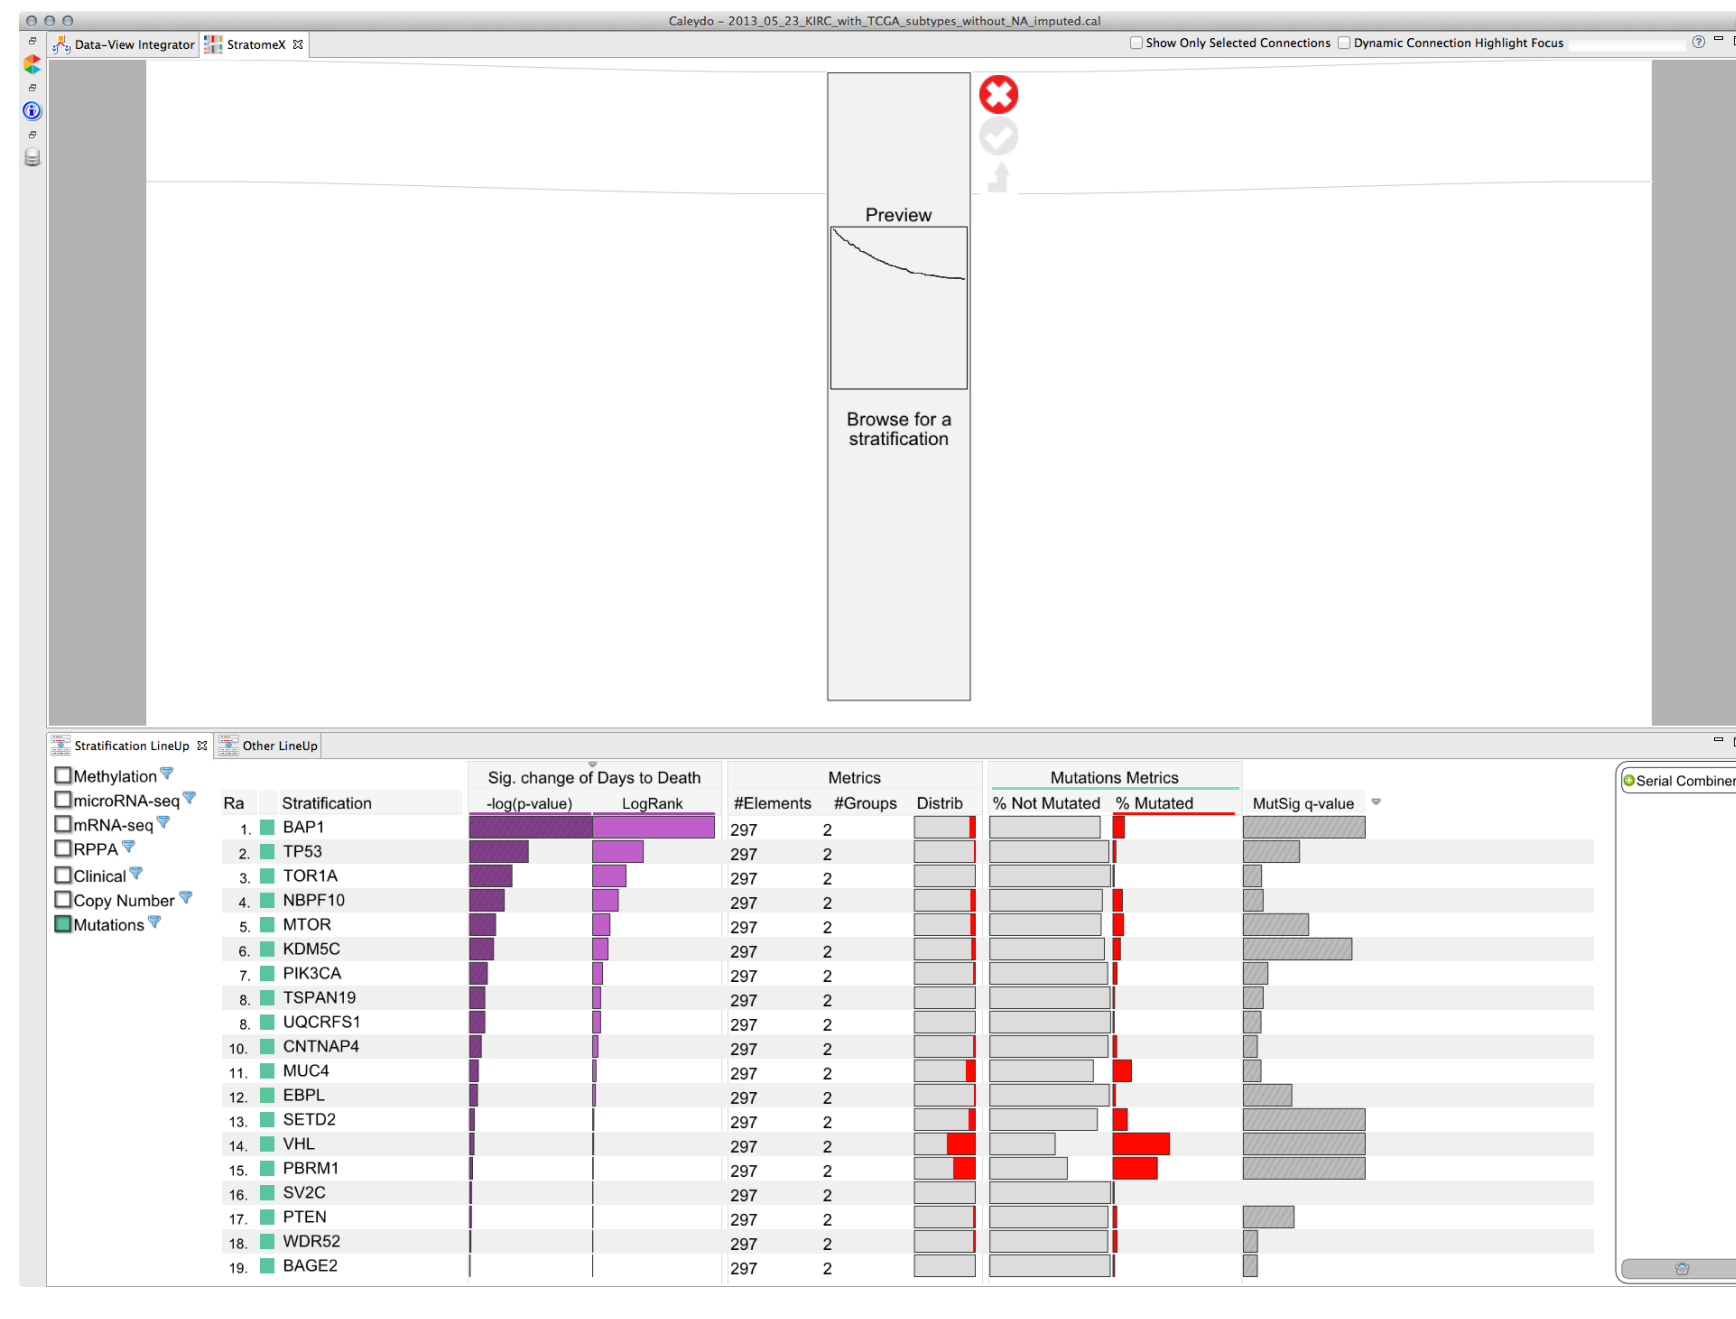 Caleydo - 2013_05_23_KIRC_with_TCGA_subtypes_without_NA_imputed.cal
Data-View Integrator StratomeX Show Only Selected Connections Dynamic Connection Highlight Focus
Preview
Browse for a
stratification
Stratification LineUp Other LineUp
Methylation
microRNA-seq
mRNA-seq
RPPA
Clinical
Copy Number
Mutations
Sig. change of Days to Death Metrics Mutations Metrics
Ra Stratification -log(p-value) LogRank #Elements #Groups Distrib % Not Mutated % Mutated MutSig q-value
1. BAP1 297 2
2. TP53 297 2
3. TOR1A 297 2
4. NBPF10 297 2
5. MTOR 297 2
6. KDM5C 297 2
7. PIK3CA 297 2
8. TSPAN19 297 2
8. UQCRFS1 297 2
10. CNTNAP4 297 2
11. MUC4 297 2
12. EBPL 297 2
13. SETD2 297 2
14. VHL 297 2
15. PBRM1 297 2
16. SV2C 297 2
17. PTEN 297 2
18. WDR52 297 2
19. BAGE2 297 2
Serial Combiner